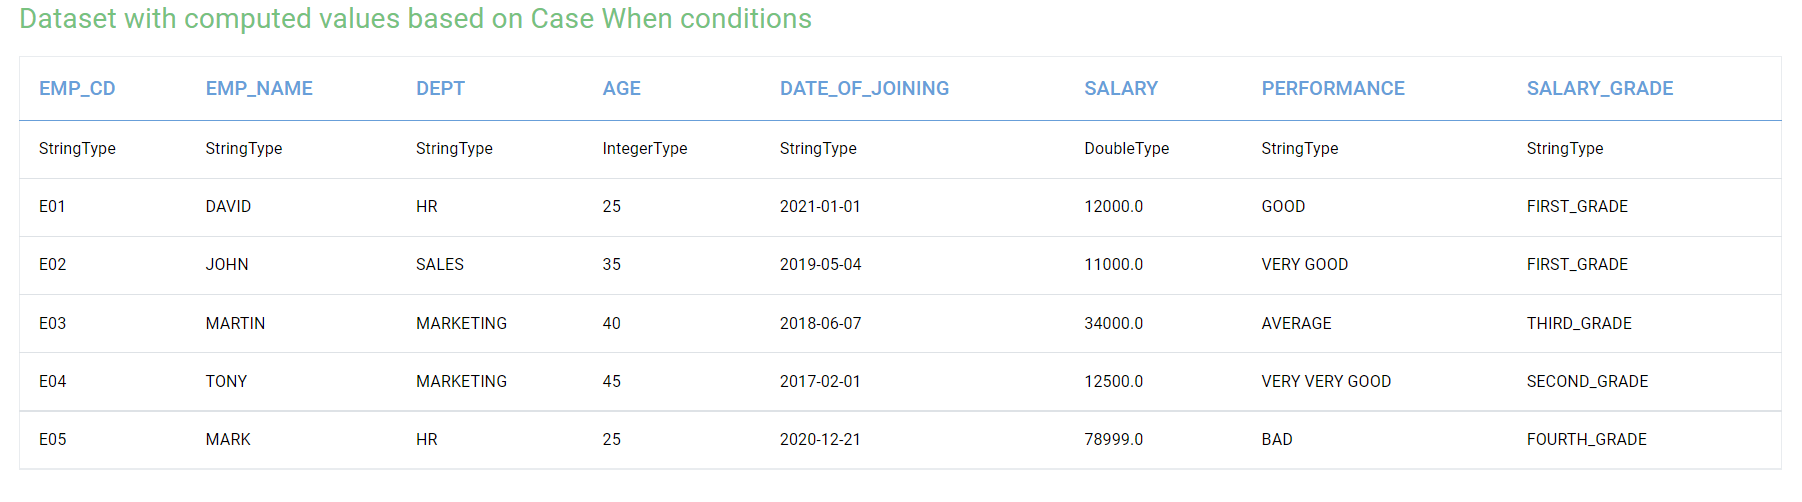 Dataset with computed values based on Case When conditions
EMP_CD EMP_NAME DEPT AGE DATE_OF_JOINING SALARY PERFORMANCE SALARY_GRADE
StringType StringType StringType IntegerType StringType DoubleType StringType StringType
E01 DAVID HR 25 2021-01-01 12000.0 GOOD FIRST_GRADE
E02 JOHN SALES 35 2019-05-04 11000.0 VERY GOOD FIRST_GRADE
E03 MARTIN MARKETING 40 2018-06-07 34000.0 AVERAGE THIRD_GRADE
E04 TONY MARKETING 45 2017-02-01 12500.0 VERY VERY GOOD SECOND_GRADE
E05 MARK HR 25 2020-12-21 78999.0 BAD FOURTH_GRADE